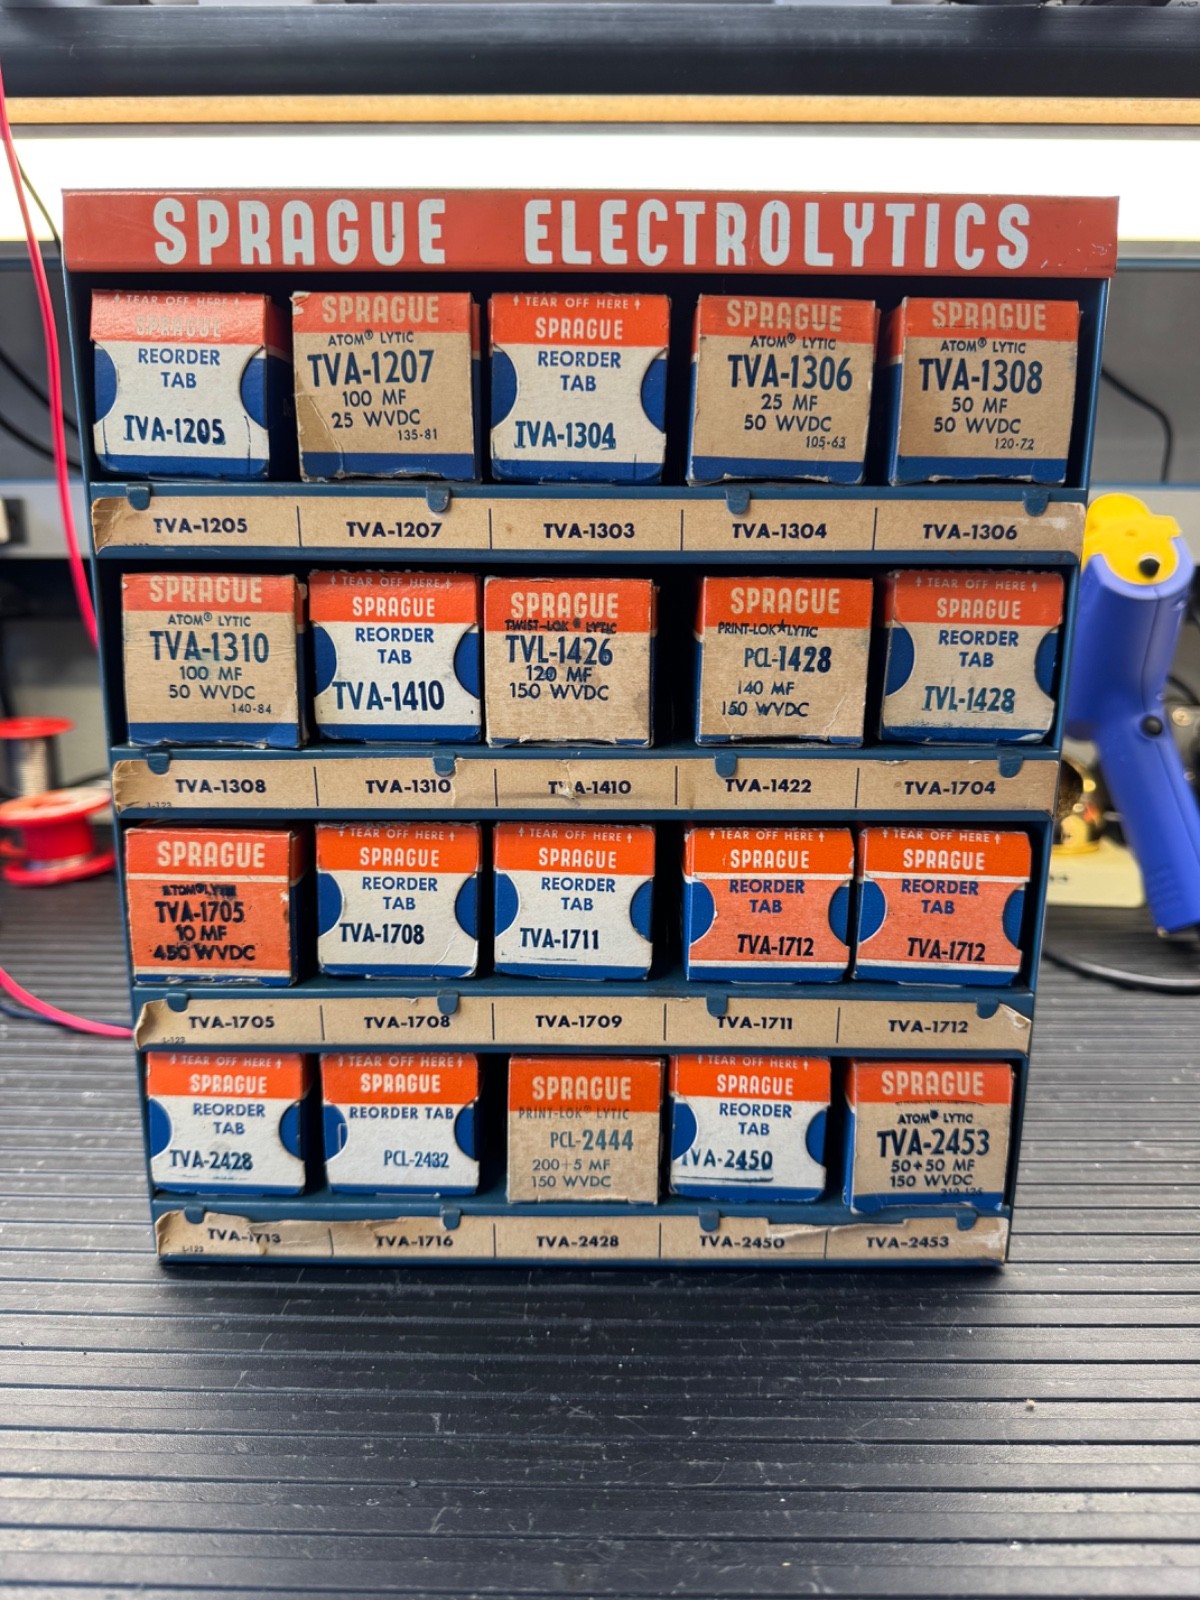 SPRAGUE ELECTROLYTICS
↑ TEAR OFF HERE ↑
SPRAGUE
REORDER
TAB
TVA-1205
SPRAGUE
ATOM® LYTIC
TVA-1207
100 MF
25 WVDC
135-81
↑ TEAR OFF HERE ↑
SPRAGUE
REORDER
TAB
TVA-1304
SPRAGUE
ATOM® LYTIC
TVA-1306
25 MF
50 WVDC
105-63
SPRAGUE
ATOM® LYTIC
TVA-1308
50 MF
50 WVDC
120-72
TVA-1205 TVA-1207 TVA-1303 TVA-1304 TVA-1306
SPRAGUE
ATOM® LYTIC
TVA-1310
100 MF
50 WVDC
140-84
↑ TEAR OFF HERE ↑
SPRAGUE
REORDER
TAB
TVA-1410
SPRAGUE
TWIST-LOK® LYTIC
TVL-1426
120 MF
150 WVDC
SPRAGUE
PRINT-LOK★LYTIC
PCL-1428
140 MF
150 WVDC
↑ TEAR OFF HERE ↑
SPRAGUE
REORDER
TAB
TVL-1428
TVA-1308 TVA-1310 TVA-1410 TVA-1422 TVA-1704
L-123
SPRAGUE
ATOM® LYTIC
TVA-1705
10 MF
450 WVDC
↑ TEAR OFF HERE ↑
SPRAGUE
REORDER
TAB
TVA-1708
↑ TEAR OFF HERE ↑
SPRAGUE
REORDER
TAB
TVA-1711
↑ TEAR OFF HERE ↑
SPRAGUE
REORDER
TAB
TVA-1712
↑ TEAR OFF HERE ↑
SPRAGUE
REORDER
TAB
TVA-1712
TVA-1705 TVA-1708 TVA-1709 TVA-1711 TVA-1712
L-123
↑ TEAR OFF HERE ↑
SPRAGUE
REORDER
TAB
TVA-2428
↑ TEAR OFF HERE ↑
SPRAGUE
REORDER TAB
PCL-2432
SPRAGUE
PRINT-LOK® LYTIC
PCL-2444
200+5 MF
150 WVDC
↑ TEAR OFF HERE ↑
SPRAGUE
REORDER
TAB
TVA-2450
SPRAGUE
ATOM® LYTIC
TVA-2453
50+50 MF
150 WVDC
TVA-1713 TVA-1716 TVA-2428 TVA-2450 TVA-2453
L-123